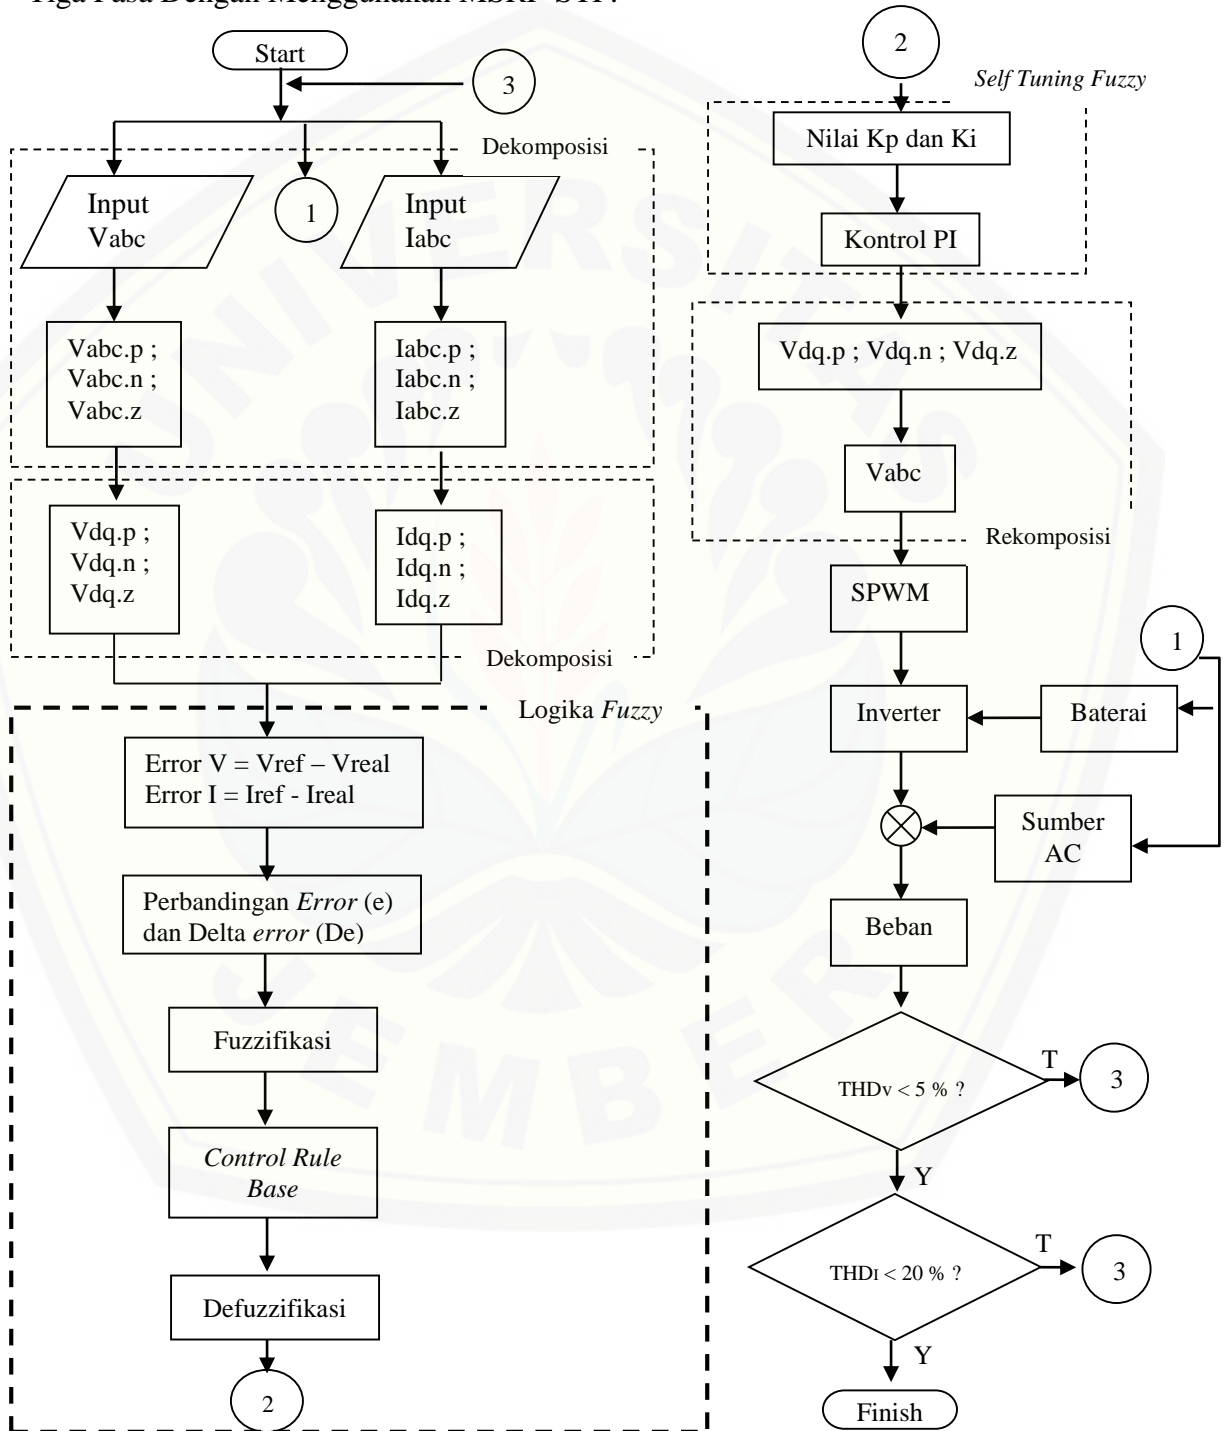 Tiga Fasa Dengan Menggunakan
Start
3
Dekomposisi
Input
Vabc
1
Input
Iabc
Vabc.p ;
Vabc.n ;
Vabc.z
Iabc.p ;
Iabc.n ;
Iabc.z
Vdq.p ;
Vdq.n ;
Vdq.z
Idq.p ;
Idq.n ;
Idq.z
Dekomposisi
Logika Fuzzy
Error V = Vref – Vreal
Error I = Iref - Ireal
Perbandingan Error (e)
dan Delta error (De)
Fuzzifikasi
Control Rule
Base
Defuzzifikasi
2
2
Self Tuning Fuzzy
Nilai Kp dan Ki
Kontrol PI
Vdq.p ; Vdq.n ; Vdq.z
Vabc
Rekomposisi
SPWM
1
Inverter
Baterai
Sumber
AC
Beban
THDv < 5 % ?
T
3
Y
THDI < 20 % ?
T
3
Y
Finish
UNIVERSITAS
JEMBER